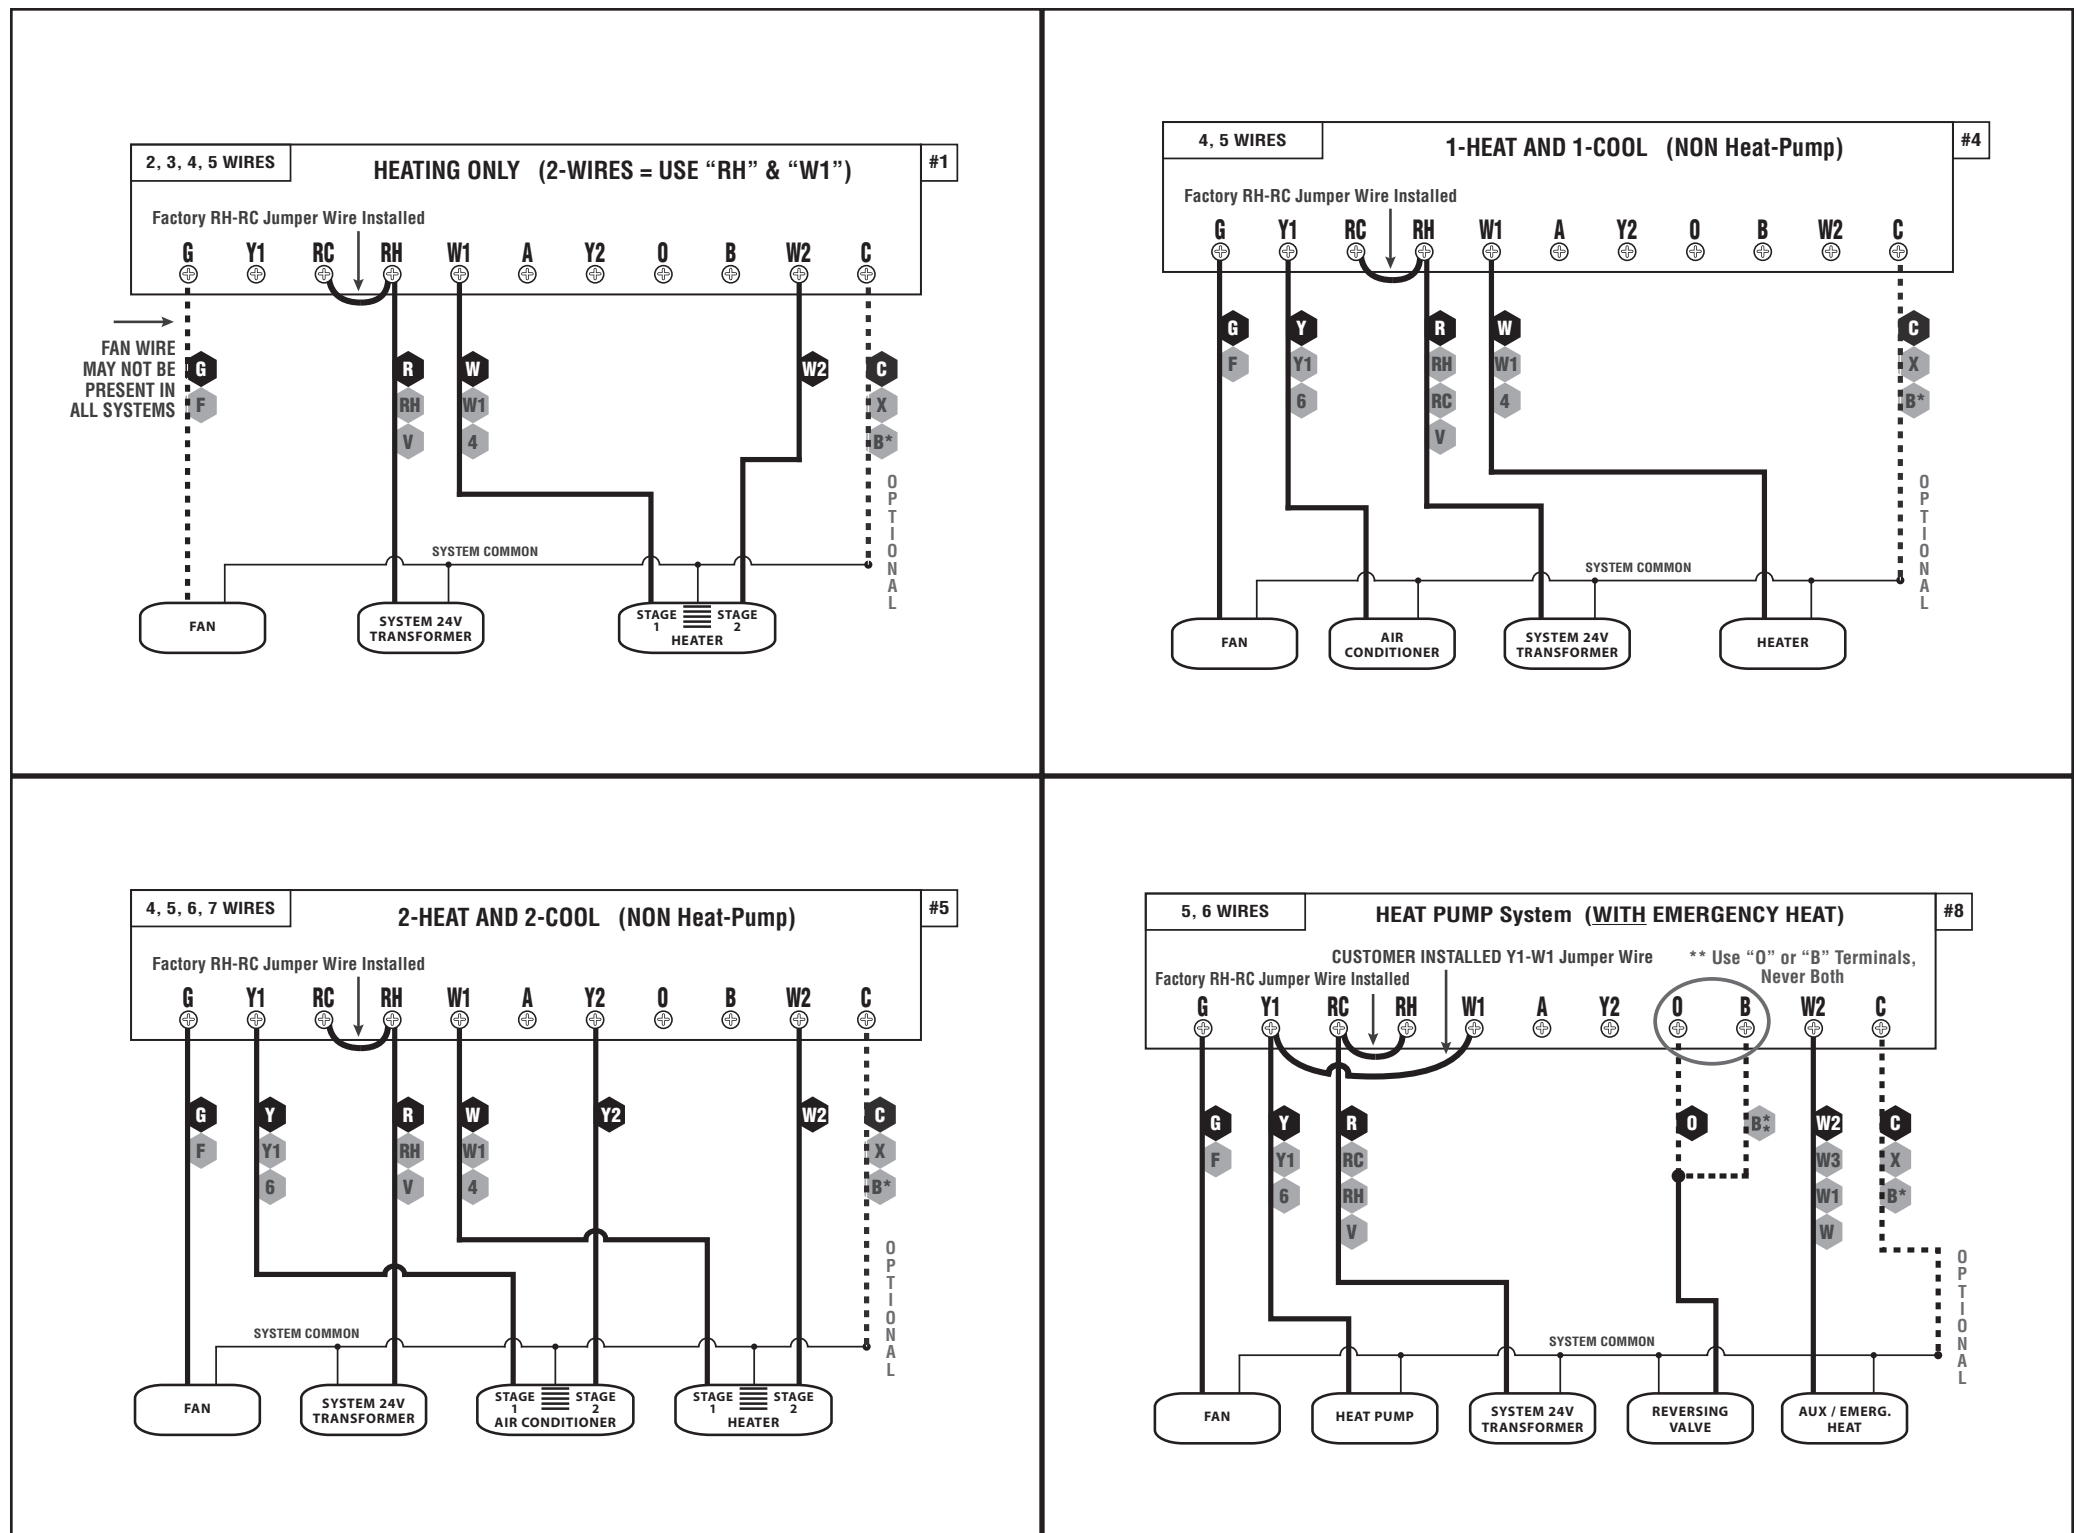 2, 3, 4, 5 WIRES
HEATING ONLY (2-WIRES = USE “RH” & “W1”)
#1
Factory RH-RC Jumper Wire Installed
G Y1 RC RH W1 A Y2 O B W2 C
FAN WIRE
MAY NOT BE
PRESENT IN
ALL SYSTEMS
G R W W2 C
F RH W1 X
V 4 B*
OPTIONAL
SYSTEM COMMON
FAN
SYSTEM 24V
TRANSFORMER
STAGE STAGE
1 2
HEATER
4, 5 WIRES
1-HEAT AND 1-COOL (NON Heat-Pump)
#4
Factory RH-RC Jumper Wire Installed
G Y1 RC RH W1 A Y2 O B W2 C
G Y R W C
F Y1 RH W1 X
6 RC 4 B*
V
OPTIONAL
SYSTEM COMMON
FAN
AIR
CONDITIONER
SYSTEM 24V
TRANSFORMER
HEATER
4, 5, 6, 7 WIRES
2-HEAT AND 2-COOL (NON Heat-Pump)
#5
Factory RH-RC Jumper Wire Installed
G Y1 RC RH W1 A Y2 O B W2 C
G Y R W Y2 W2 C
F Y1 RH W1 X
6 V 4 B*
OPTIONAL
SYSTEM COMMON
FAN
SYSTEM 24V
TRANSFORMER
STAGE STAGE
1 2
AIR CONDITIONER
STAGE STAGE
1 2
HEATER
5, 6 WIRES
HEAT PUMP System (WITH EMERGENCY HEAT)
#8
CUSTOMER INSTALLED Y1-W1 Jumper Wire
** Use “O” or “B” Terminals,
Never Both
Factory RH-RC Jumper Wire Installed
G Y1 RC RH W1 A Y2 O B W2 C
G Y R O B** W2 C
F Y1 RC W3 X
6 RH W1 B*
V W
OPTIONAL
SYSTEM COMMON
FAN
HEAT PUMP
SYSTEM 24V
TRANSFORMER
REVERSING
VALVE
AUX / EMERG.
HEAT